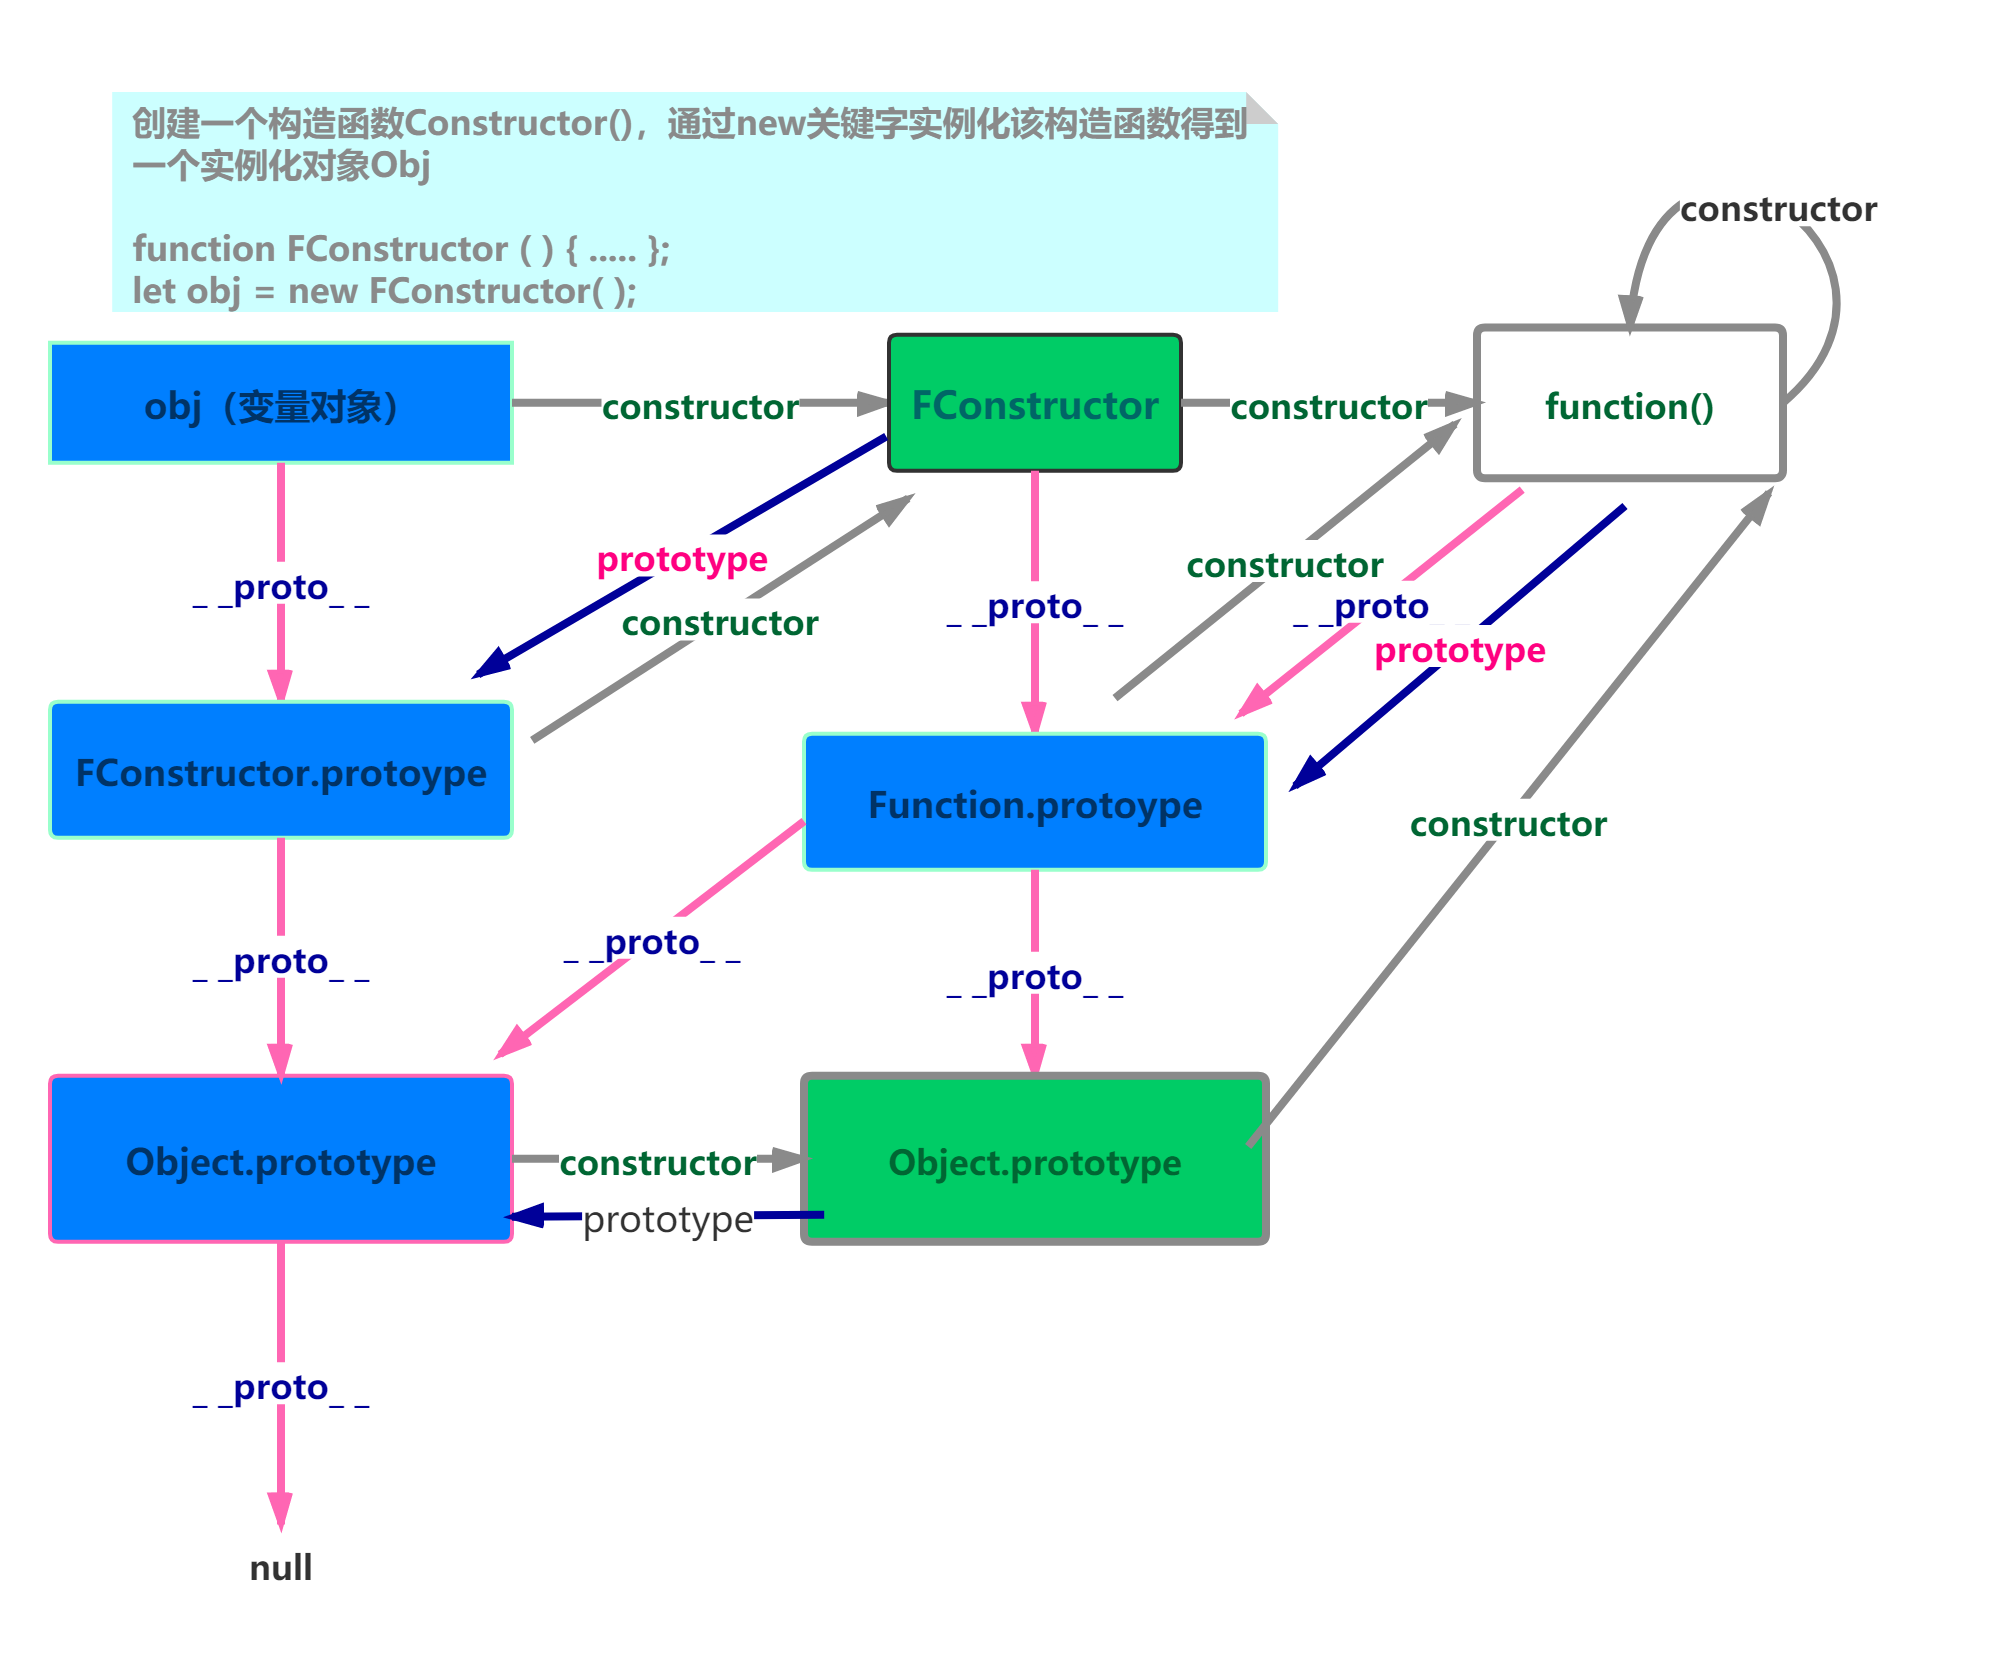 创建一个构造函数Constructor()，通过new关键字实例化该构造函数得到
一个实例化对象Obj
function FConstructor ( ) { ..... };
let obj = new FConstructor( );
constructor
obj（变量对象）
constructor
FConstructor
constructor
function()
prototype
constructor
_ _proto_ _
constructor
_ _proto_ _
_ _proto_ _
prototype
FConstructor.protoype
Function.protoype
constructor
_ _proto_ _
_ _proto_ _
_ _proto_ _
Object.prototype
constructor
Object.prototype
prototype
_ _proto_ _
null